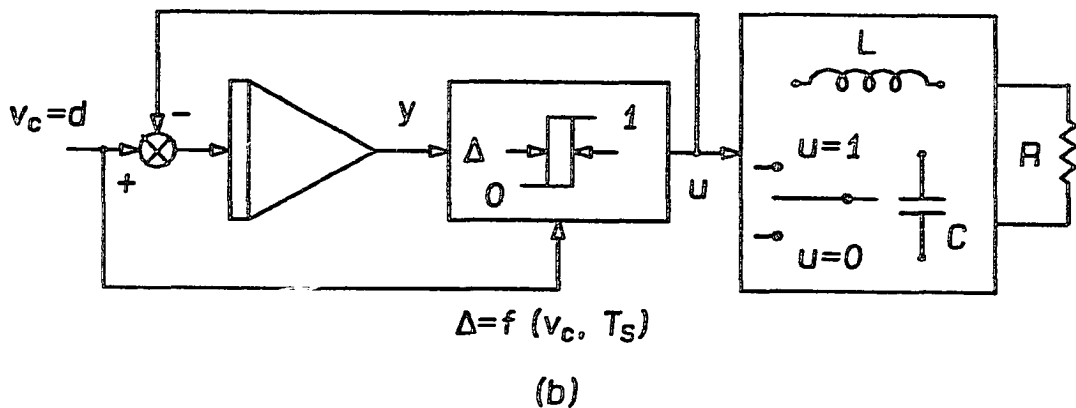 L
v_c=d
−
+
y
Δ
1
0
u
u=1
u=0
C
R
Δ=f (v_c, T_S)
(b)